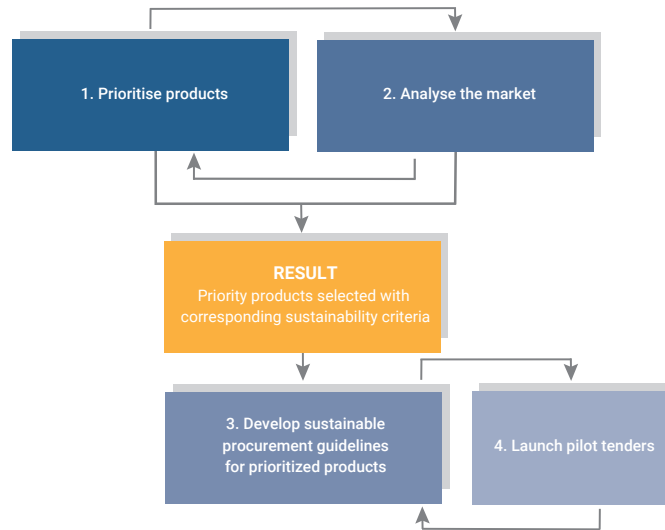 1. Prioritise products
2. Analyse the market
RESULT
Priority products selected with
corresponding sustainability criteria
3. Develop sustainable
procurement guidelines
for prioritized products
4. Launch pilot tenders